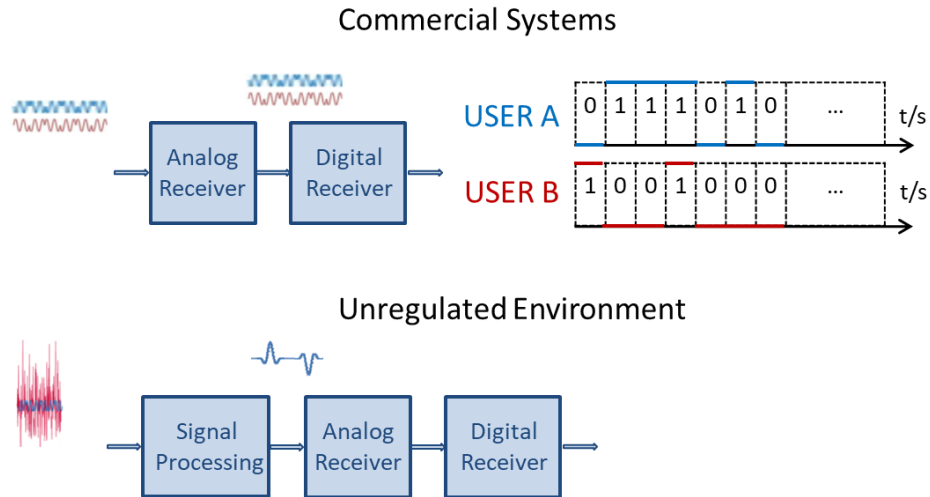 Commercial Systems
USER A
0 1 1 1 0 1 0 ...
t/s
Analog
Receiver
Digital
Receiver
USER B
1 0 0 1 0 0 0 ...
t/s
Unregulated Environment
Signal
Processing
Analog
Receiver
Digital
Receiver